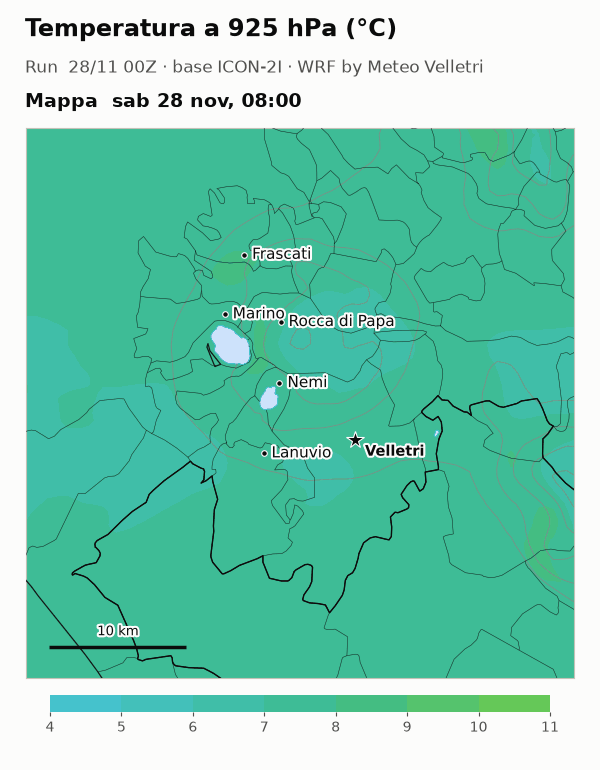 Temperatura a 925 hPa (°C)
Run  28/11 00Z · base ICON-2I · WRF by Meteo Velletri
Mappa  sab 28 nov, 08:00
Frascati
Marino
Rocca di Papa
Nemi
Velletri
Lanuvio
10 km
4 5 6 7 8 9 10 11